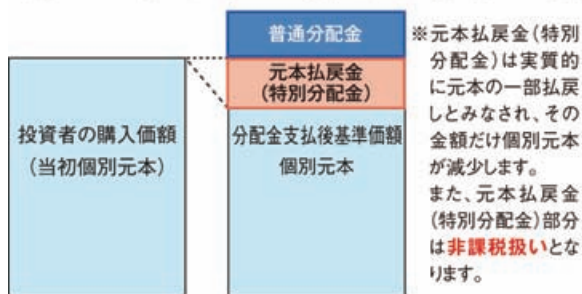 普通分配金
元本払戻金
(特別分配金)
投資者の購入価額
(当初個別元本)
分配金支払後基準価額
個別元本
※元本払戻金(特別
分配金)は実質的
に元本の一部払戻
しとみなされ、その
金額だけ個別元本
が減少します。
また、元本払戻金
(特別分配金)部分
は非課税扱いとな
ります。